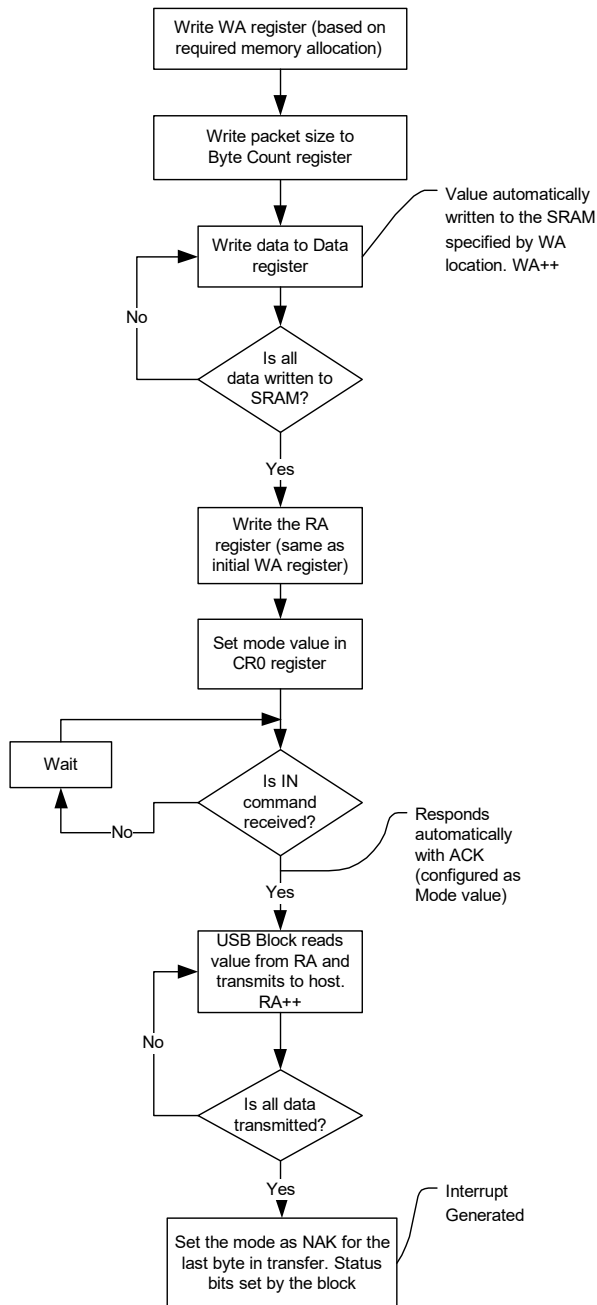 Write WA register (based on
required memory allocation)
Write packet size to
Byte Count register
Value automatically
written to the SRAM
specified by WA
location. WA++
Write data to Data
register
No
Is all
data written to
SRAM?
Yes
Write the RA
register (same as
initial WA register)
Set mode value in
CR0 register
Wait
Is IN
command
received?
No
Responds
automatically
with ACK
(configured as
Mode value)
Yes
USB Block reads
value from RA and
transmits to host.
RA++
No
Is all data
transmitted?
Yes
Interrupt
Generated
Set the mode as NAK for the
last byte in transfer. Status
bits set by the block